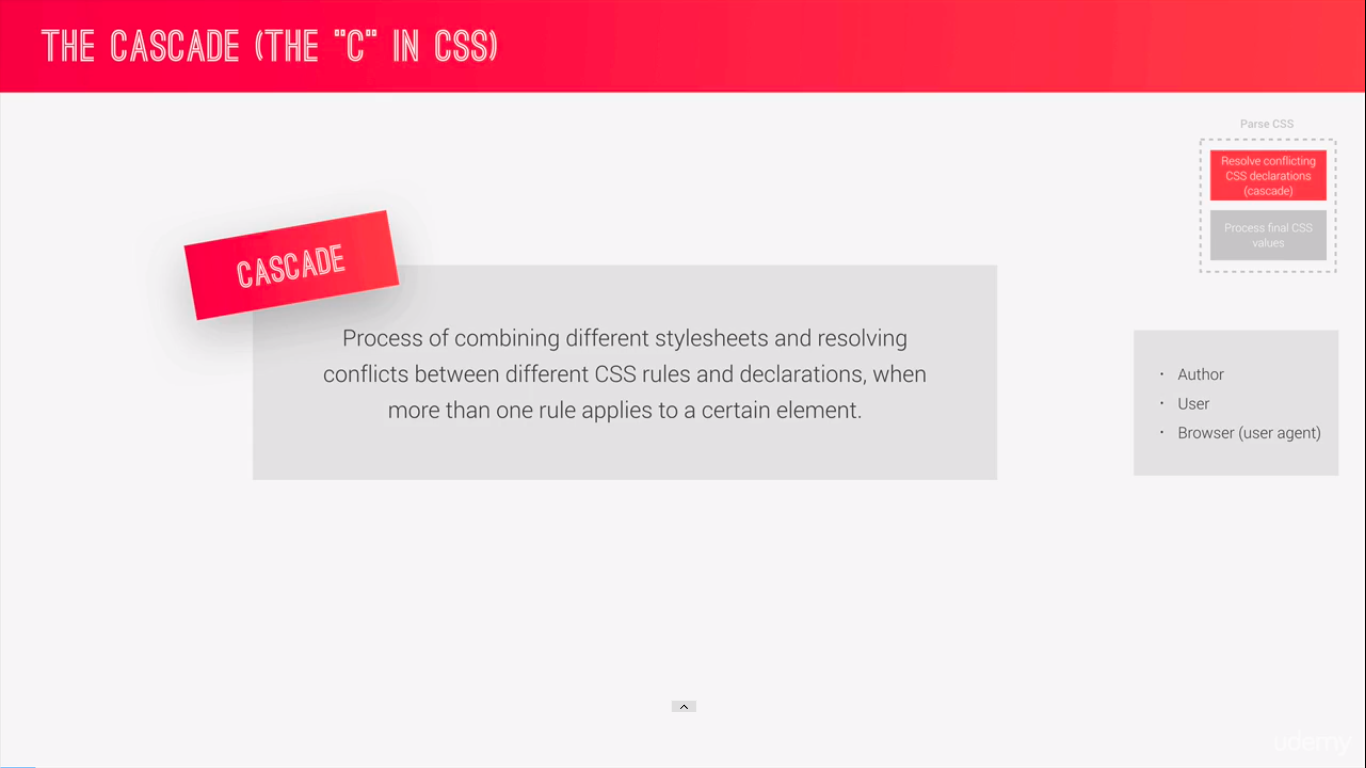 THE CASCADE (THE "C" IN CSS)
Parse CSS
Resolve conflicting
CSS declarations
(cascade)
Process final CSS
values
CASCADE
Process of combining different stylesheets and resolving
conflicts between different CSS rules and declarations, when
more than one rule applies to a certain element.
• Author
• User
• Browser (user agent)
udemy